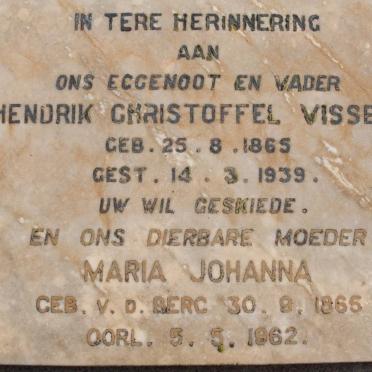 IN TERE HERINNERING
AAN
ONS EGGENOOT EN VADER
HENDRIK CHRISTOFFEL VISSE
GEB. 25. 8. 1865
GEST. 14. 3. 1939.
UW WIL GESKIEDE.
EN ONS DIERBARE MOEDER
MARIA JOHANNA
GEB. V. D. BERG 30. 9. 1865
OORL. 5. 5. 1962.